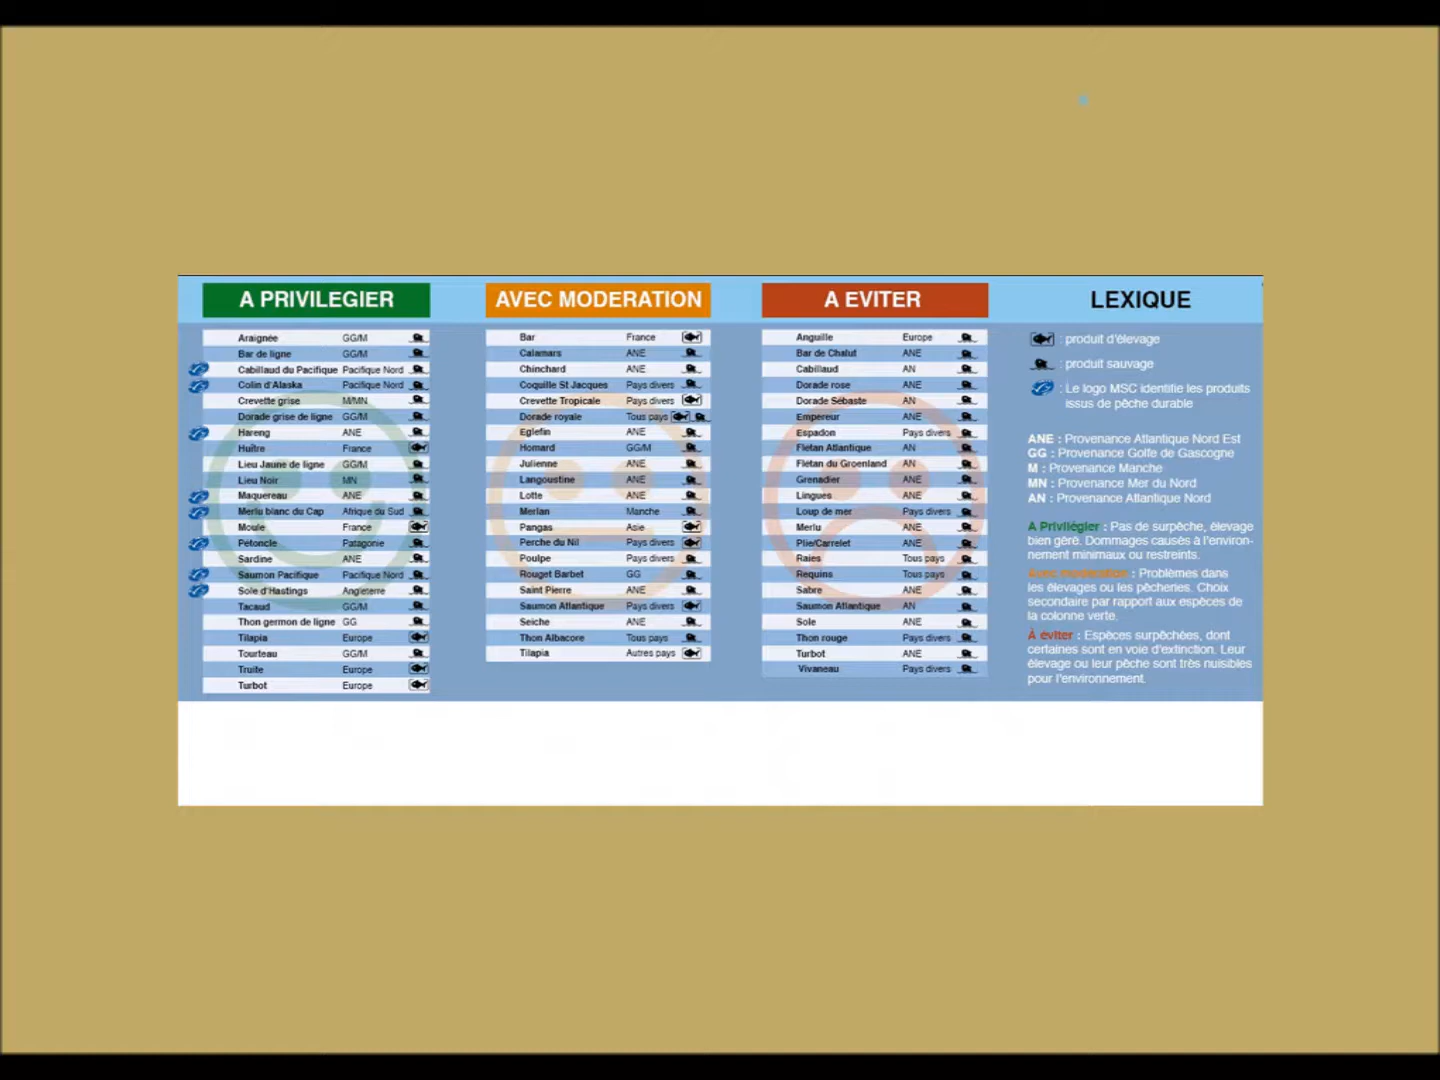 A PRIVILEGIER
Araignée GG/M
Bar de ligne GG/M
Cabillaud du Pacifique Pacifique Nord
Colin d'Alaska Pacifique Nord
Crevette grise M/MN
Dorade grise de ligne GG/M
Hareng ANE
Huître France
Lieu Jaune de ligne GG/M
Lieu Noir MN
Maquereau ANE
Merlu blanc du Cap Afrique du Sud
Moule France
Pétoncle Patagonie
Sardine ANE
Saumon Pacifique Pacifique Nord
Sole d'Hastings Angleterre
Tacaud GG/M
Thon germon de ligne GG
Tilapia Europe
Tourteau GG/M
Truite Europe
Turbot Europe
AVEC MODERATION
Bar France
Calamars ANE
Chinchard ANE
Coquille St Jacques Pays divers
Crevette Tropicale Pays divers
Dorade royale Tous pays
Eglefin ANE
Homard GG/M
Julienne ANE
Langoustine ANE
Lotte ANE
Merlan Manche
Pangas Asie
Perche du Nil Pays divers
Poulpe Pays divers
Rouget Barbet GG
Saint Pierre ANE
Saumon Atlantique Pays divers
Seiche ANE
Thon Albacore Tous pays
Tilapia Autres pays
A EVITER
Anguille Europe
Bar de Chalut ANE
Cabillaud AN
Dorade rose ANE
Dorade Sébaste AN
Empereur ANE
Espadon Pays divers
Flétan Atlantique AN
Flétan du Groenland AN
Grenadier ANE
Lingues ANE
Loup de mer Pays divers
Merlu ANE
Plie/Carrelet ANE
Raies Tous pays
Requins Tous pays
Sabre ANE
Saumon Atlantique AN
Sole ANE
Thon rouge Pays divers
Turbot ANE
Vivaneau Pays divers
LEXIQUE
: produit d'élevage
: produit sauvage
: Le logo MSC identifie les produits
issus de pêche durable
ANE : Provenance Atlantique Nord Est
GG : Provenance Golfe de Gascogne
M : Provenance Manche
MN : Provenance Mer du Nord
AN : Provenance Atlantique Nord
A Privilégier : Pas de surpêche, élevage
bien géré. Dommages causés à l'environ-
nement minimaux ou restreints.
Avec modération : Problèmes dans
les élevages ou les pêcheries. Choix
secondaire par rapport aux espèces de
la colonne verte.
À éviter : Espèces surpêchées, dont
certaines sont en voie d'extinction. Leur
élevage ou leur pêche sont très nuisibles
pour l'environnement.